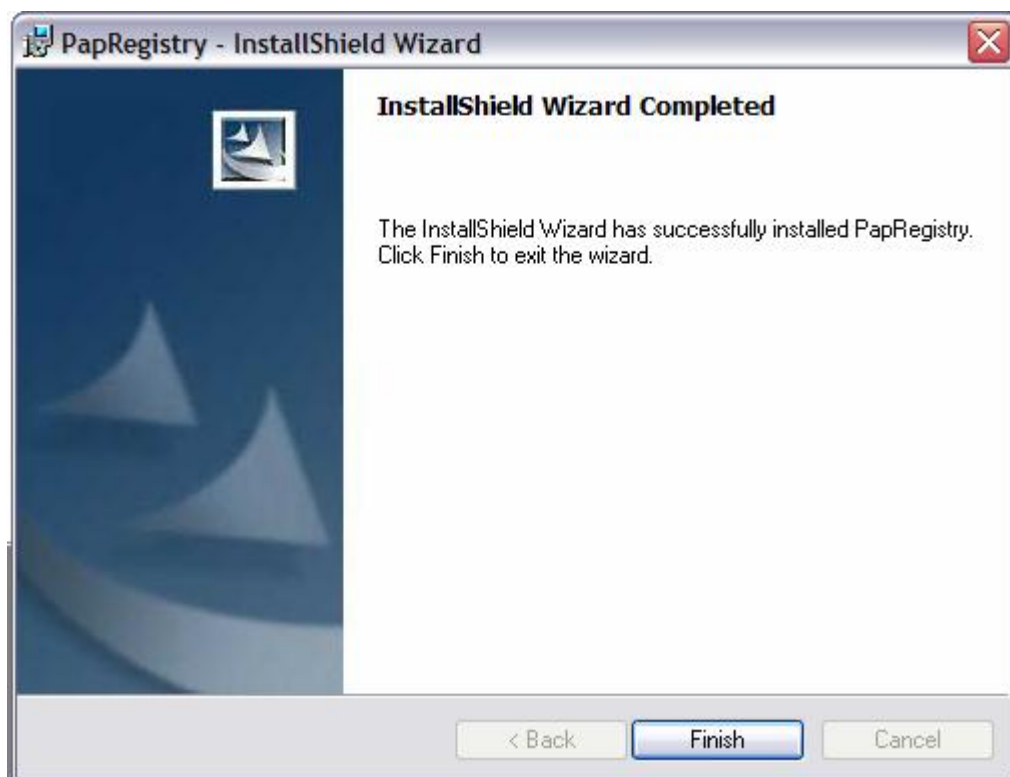 PapRegistry - InstallShield Wizard
InstallShield Wizard Completed
The InstallShield Wizard has successfully installed PapRegistry.
Click Finish to exit the wizard.
< Back
Finish
Cancel